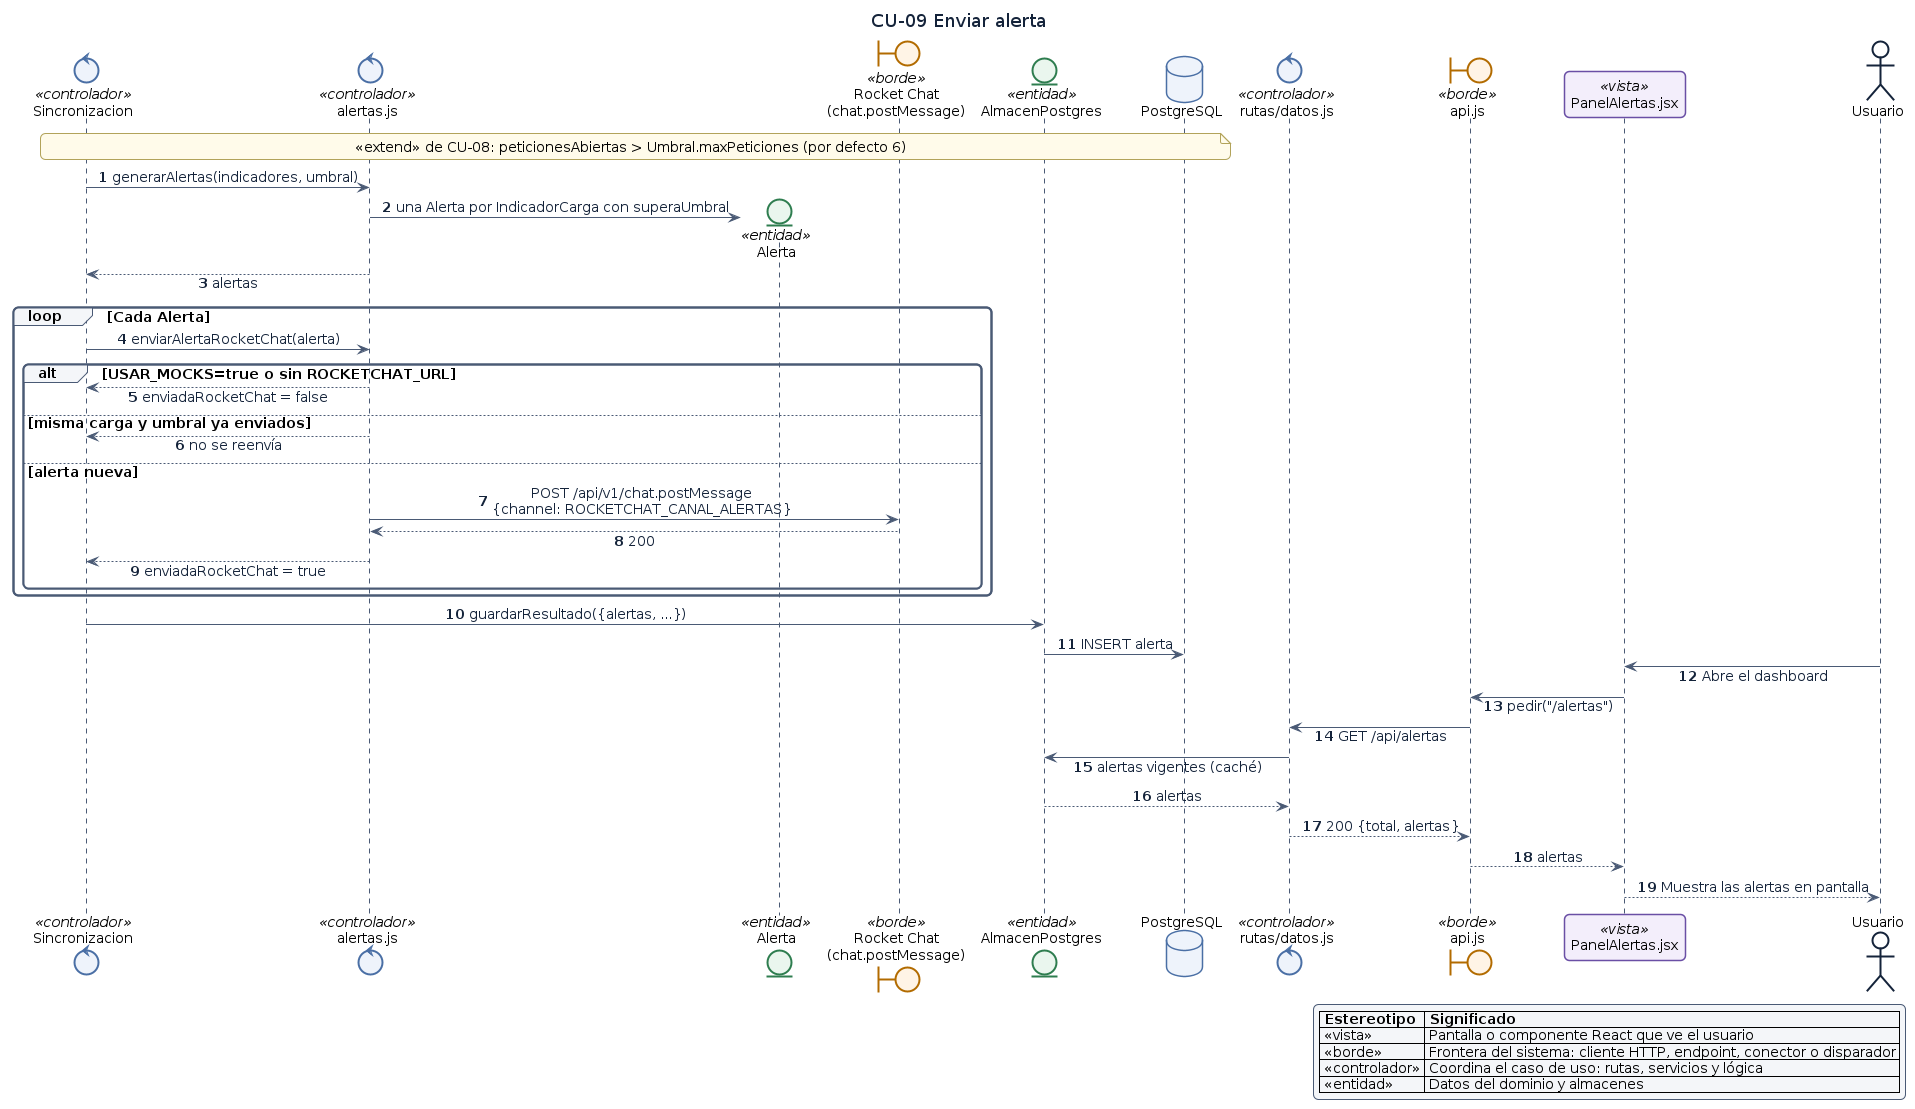 CU-09 Enviar alerta
«controlador»
Sincronizacion
«controlador»
alertas.js
«borde»
Rocket Chat
(chat.postMessage)
«entidad»
AlmacenPostgres
PostgreSQL
«controlador»
rutas/datos.js
«borde»
api.js
«vista»
PanelAlertas.jsx
Usuario
«extend» de CU-08: peticionesAbiertas > Umbral.maxPeticiones (por defecto 6)
1 generarAlertas(indicadores, umbral)
2 una Alerta por IndicadorCarga con superaUmbral
«entidad»
Alerta
3 alertas
loop [Cada Alerta]
4 enviarAlertaRocketChat(alerta)
alt [USAR_MOCKS=true o sin ROCKETCHAT_URL]
5 enviadaRocketChat = false
[misma carga y umbral ya enviados]
6 no se reenvía
[alerta nueva]
7 POST /api/v1/chat.postMessage
{channel: ROCKETCHAT_CANAL_ALERTAS}
8 200
9 enviadaRocketChat = true
10 guardarResultado({alertas, ...})
11 INSERT alerta
12 Abre el dashboard
13 pedir("/alertas")
14 GET /api/alertas
15 alertas vigentes (caché)
16 alertas
17 200 {total, alertas}
18 alertas
19 Muestra las alertas en pantalla
«controlador»
Sincronizacion
«controlador»
alertas.js
«entidad»
Alerta
«borde»
Rocket Chat
(chat.postMessage)
«entidad»
AlmacenPostgres
PostgreSQL
«controlador»
rutas/datos.js
«borde»
api.js
«vista»
PanelAlertas.jsx
Usuario
Estereotipo Significado
«vista» Pantalla o componente React que ve el usuario
«borde» Frontera del sistema: cliente HTTP, endpoint, conector o disparador
«controlador» Coordina el caso de uso: rutas, servicios y lógica
«entidad» Datos del dominio y almacenes